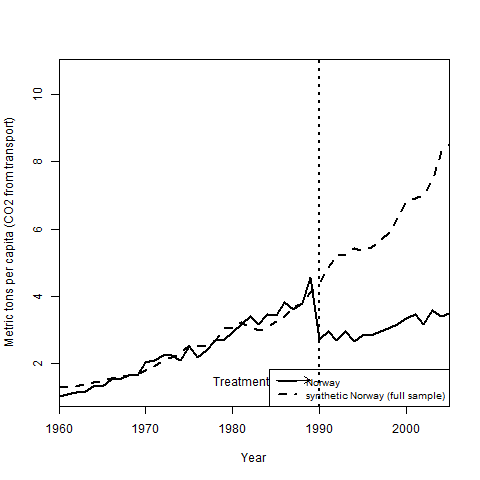 Metric tons per capita (CO2 from transport)
10
8
6
4
2
Treatment
Norway
synthetic Norway (full sample)
1960 1970 1980 1990 2000
Year